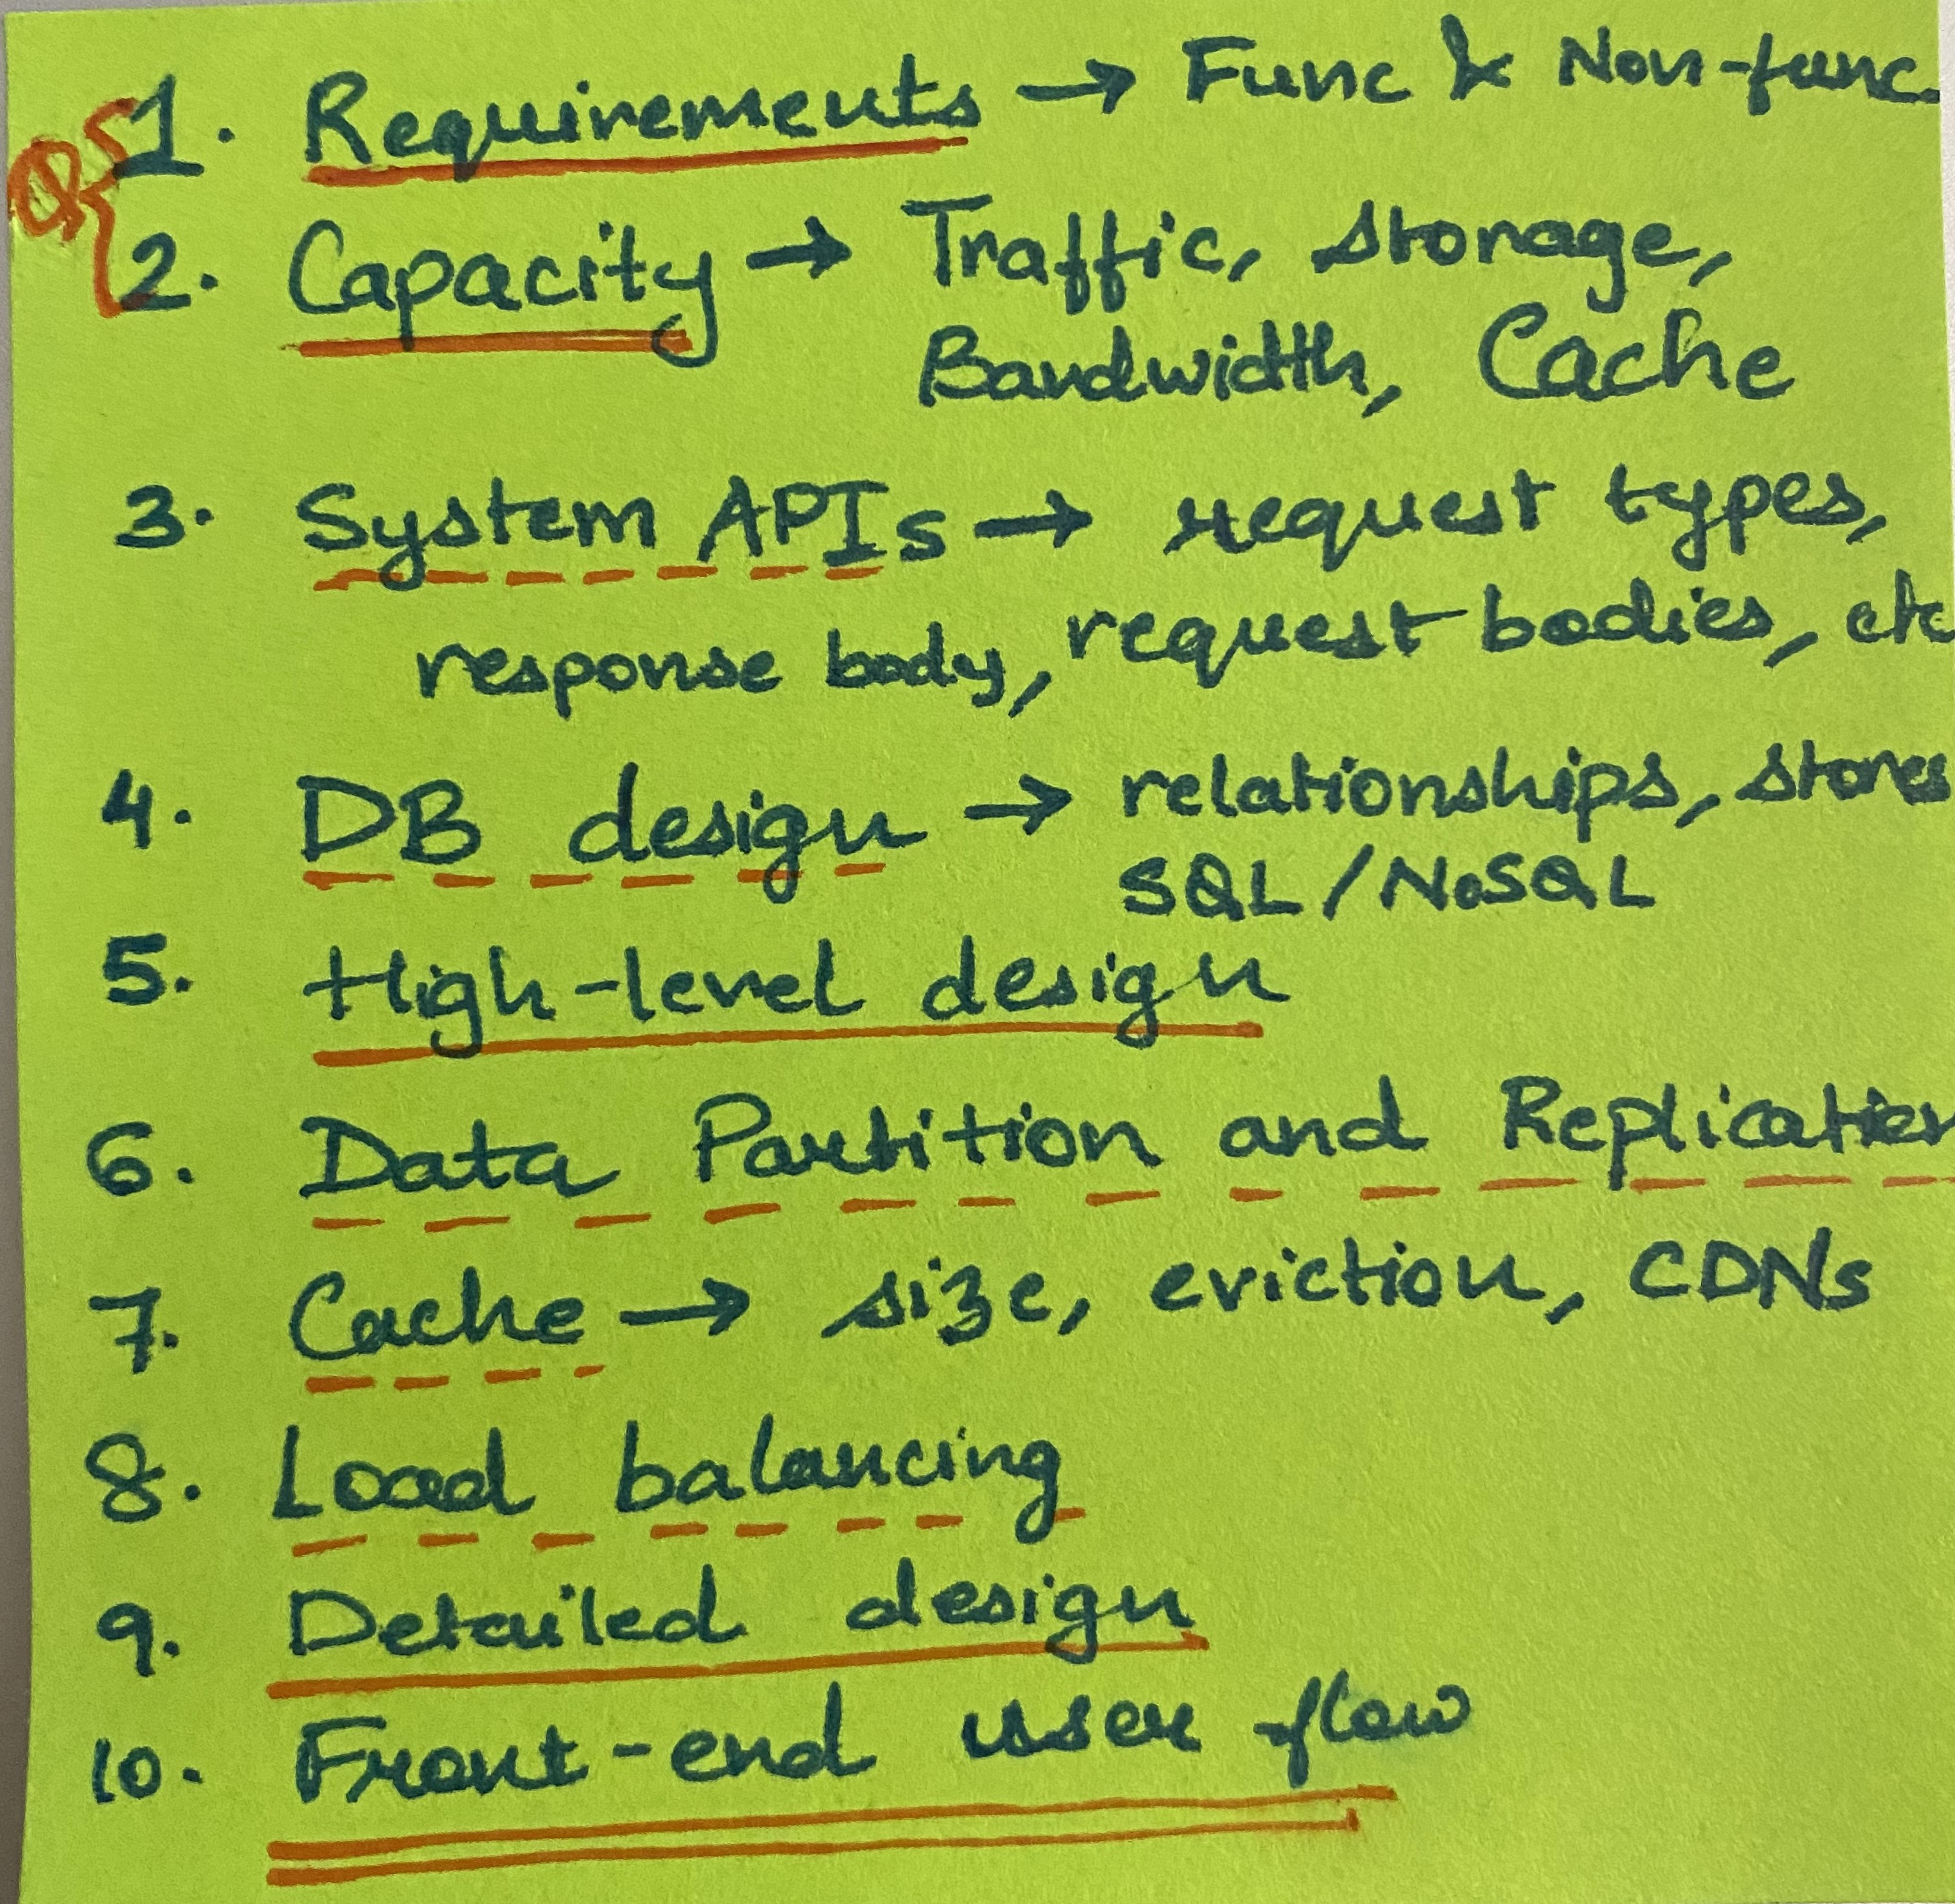 Qs
1. Requirements → Func & Non-func.
2. Capacity → Traffic, storage,
Bandwidth, Cache
3. System APIs → request types,
response body, request bodies, etc
4. DB design → relationships, stores
SQL/NoSQL
5. High-level design
6. Data Partition and Replication
7. Cache → size, eviction, CDNs
8. Load balancing
9. Detailed design
10. Front-end user flow